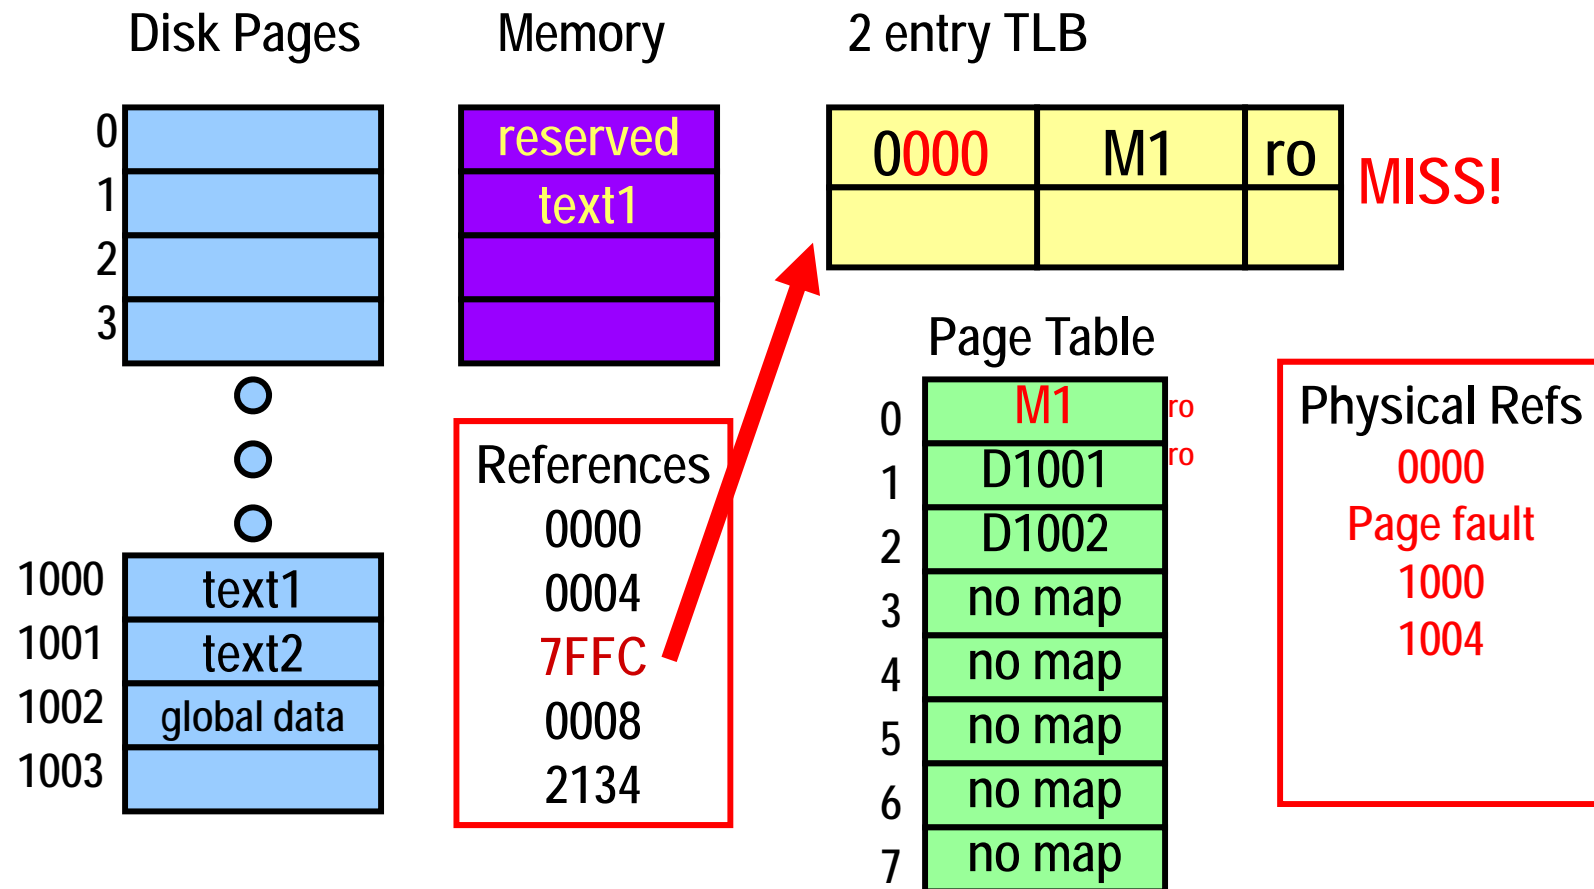 Disk Pages
Memory
2 entry TLB
0
1
2
3
1000 text1
1001 text2
1002 global data
1003
reserved
text1
0000 M1 ro
MISS!
References
0000
0004
7FFC
0008
2134
Page Table
0 M1 ro
1 D1001 ro
2 D1002
3 no map
4 no map
5 no map
6 no map
7 no map
Physical Refs
0000
Page fault
1000
1004